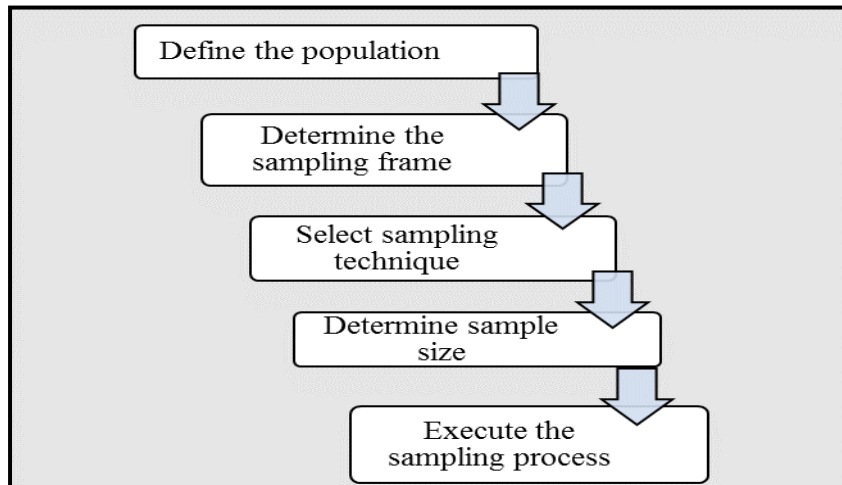 Define the population
Determine the
sampling frame
Select sampling
technique
Determine sample
size
Execute the
sampling process